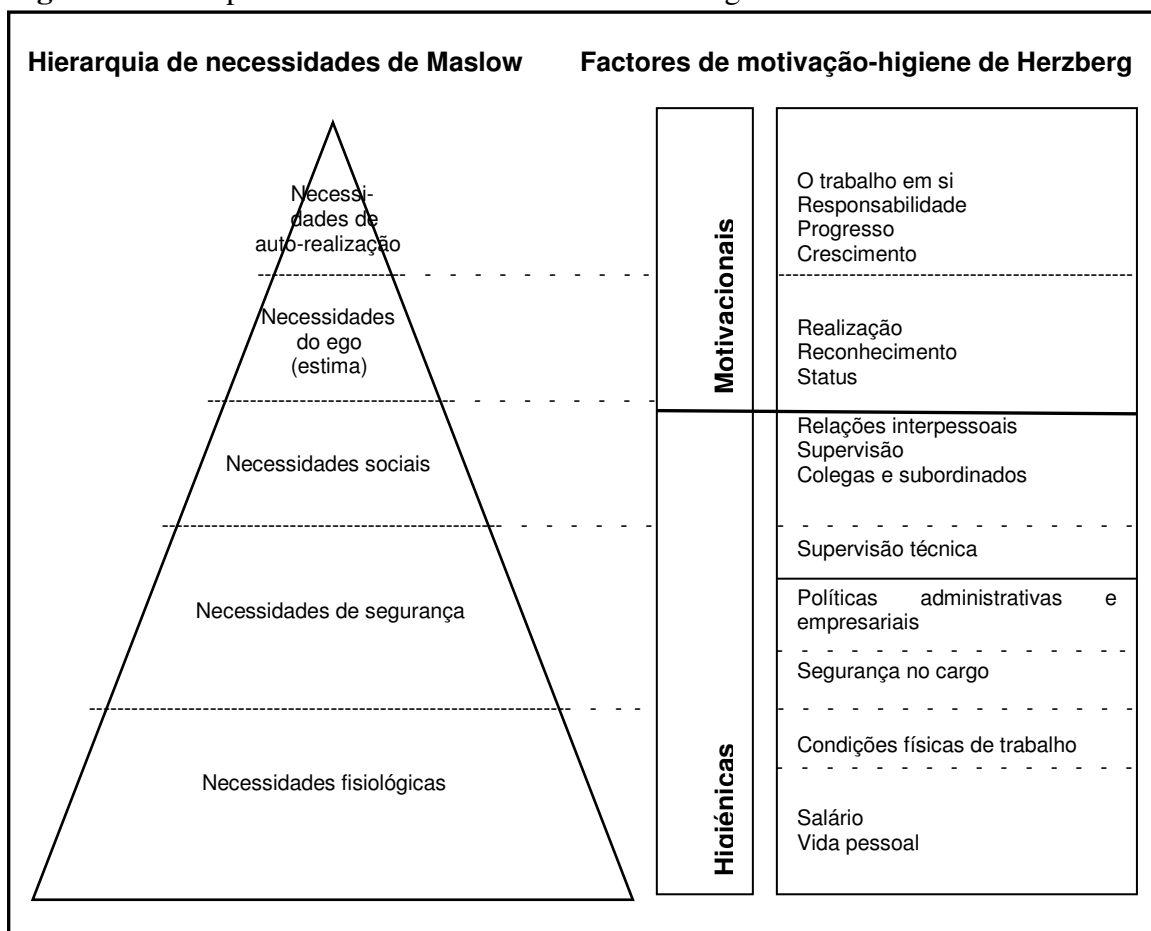 Hierarquia de necessidades de Maslow
Factores de motivação-higiene de Herzberg
Necessi-
dades de
auto-realização
Necessidades
do ego
(estima)
Necessidades sociais
Necessidades de segurança
Necessidades fisiológicas
Motivacionais
Higiénicas
O trabalho em si
Responsabilidade
Progresso
Crescimento
Realização
Reconhecimento
Status
Relações interpessoais
Supervisão
Colegas e subordinados
Supervisão técnica
Políticas administrativas e
empresariais
Segurança no cargo
Condições físicas de trabalho
Salário
Vida pessoal